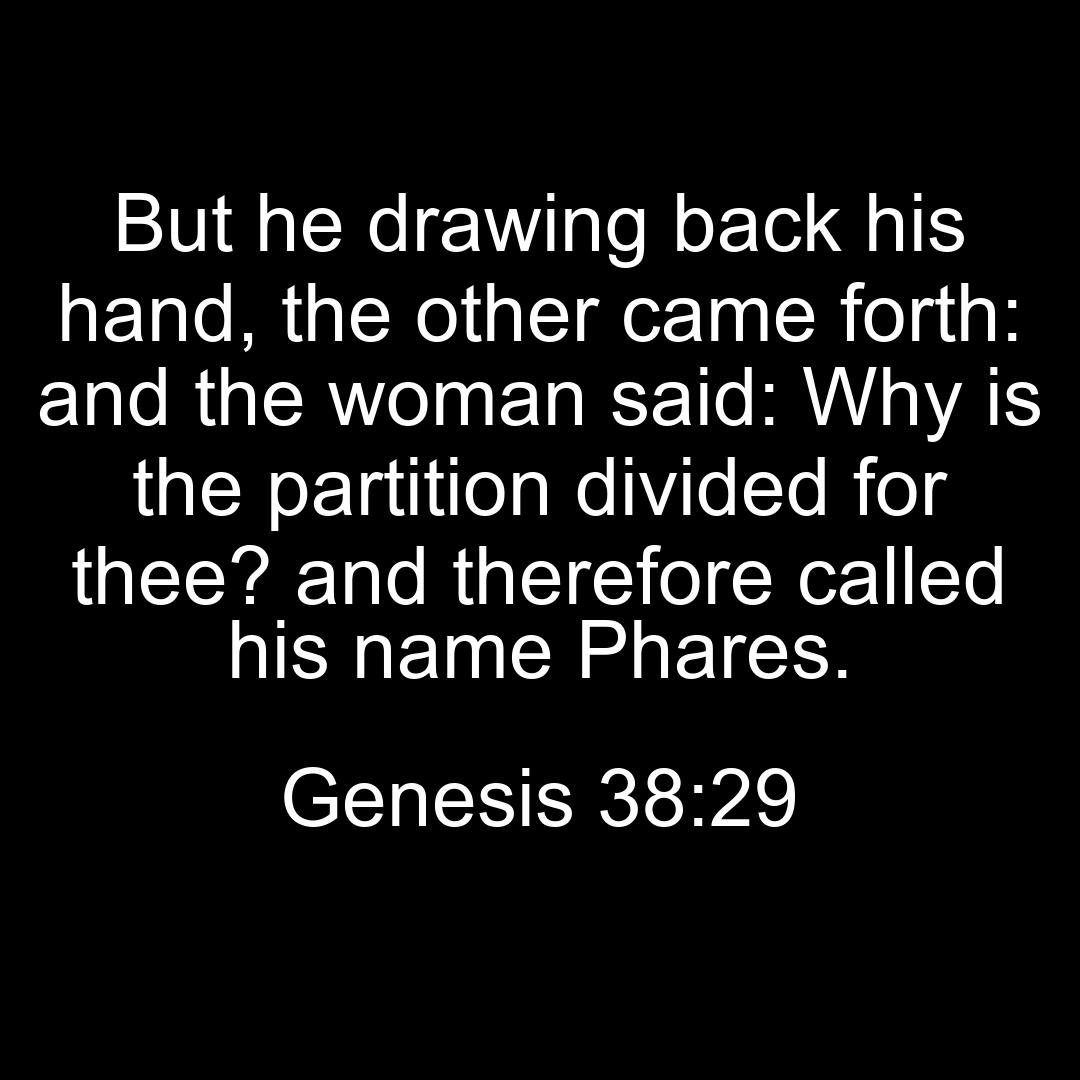 But he drawing back his
hand, the other came forth:
and the woman said: Why is
the partition divided for
thee? and therefore called
his name Phares.
Genesis 38:29